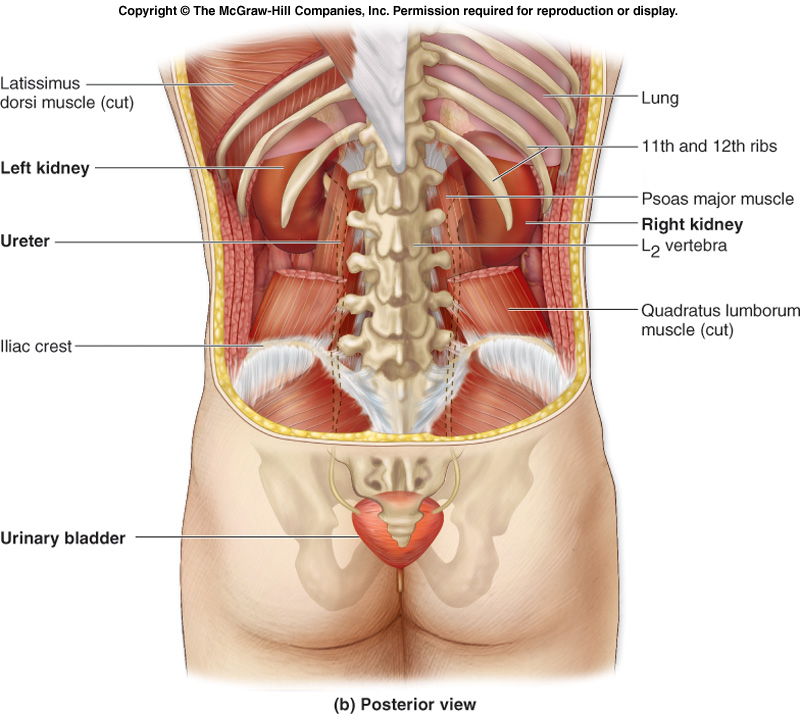 Copyright © The McGraw-Hill Companies, Inc. Permission required for reproduction or display.
Latissimus
dorsi muscle (cut)
Left kidney
Ureter
Iliac crest
Urinary bladder
Lung
11th and 12th ribs
Psoas major muscle
Right kidney
L2 vertebra
Quadratus lumborum
muscle (cut)
(b) Posterior view